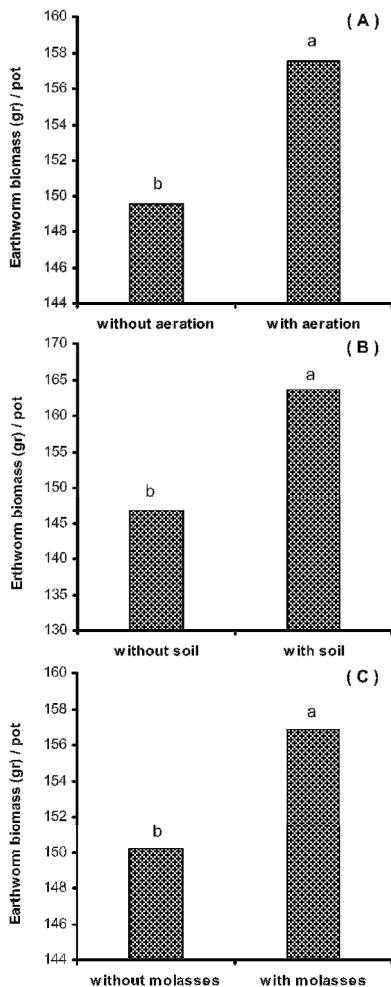 ( A )
160
158
156
154
152
150
148
146
144
Earthworm biomass (gr) / pot
b
a
without aeration with aeration
( B )
170
165
160
155
150
145
140
135
130
Erthworm biomass (gr) / pot
b
a
without soil with soil
( C )
160
158
156
154
152
150
148
146
144
Earthworm biomass (gr) / pot
b
a
without molasses with molasses